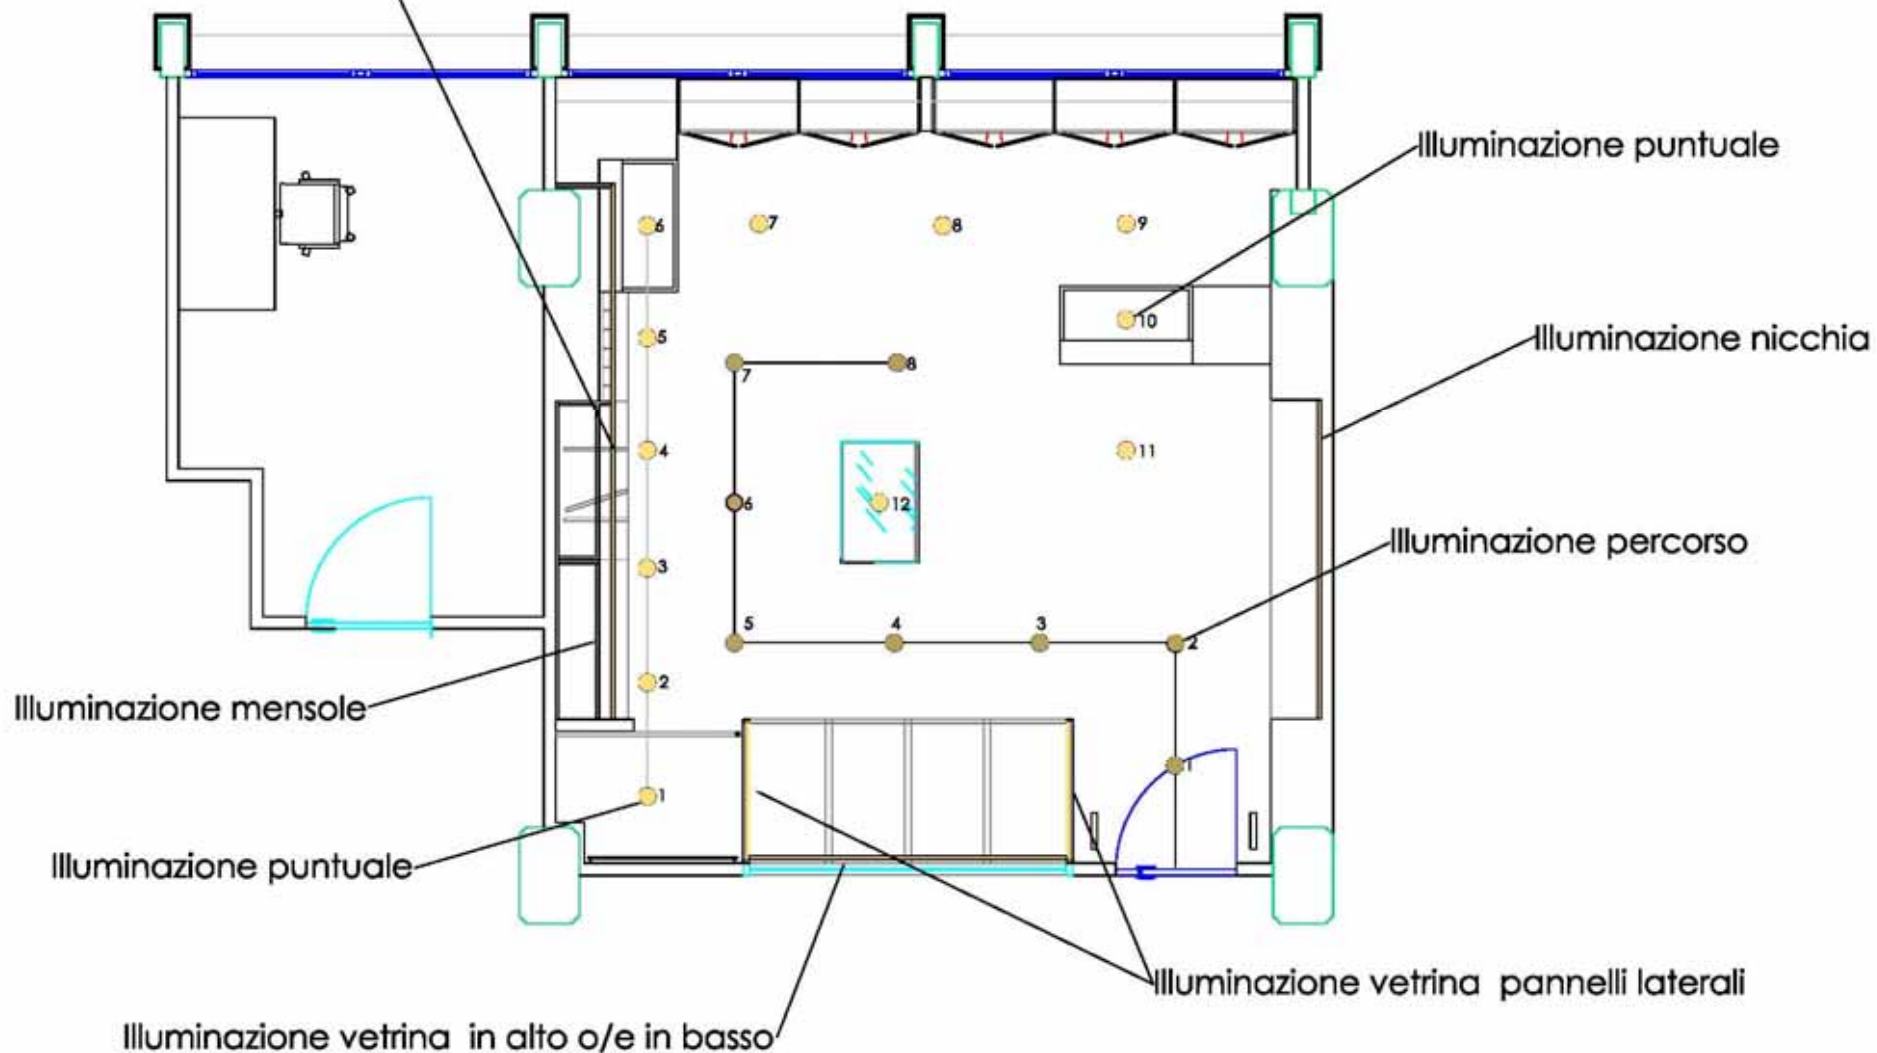 Illuminazione puntuale
6
7
8
9
10
5
Illuminazione nicchia
7
8
4
11
6
12
Illuminazione percorso
3
5
4
3
2
2
Illuminazione mensole
1
1
Illuminazione puntuale
Illuminazione vetrina pannelli laterali
Illuminazione vetrina in alto o/e in basso